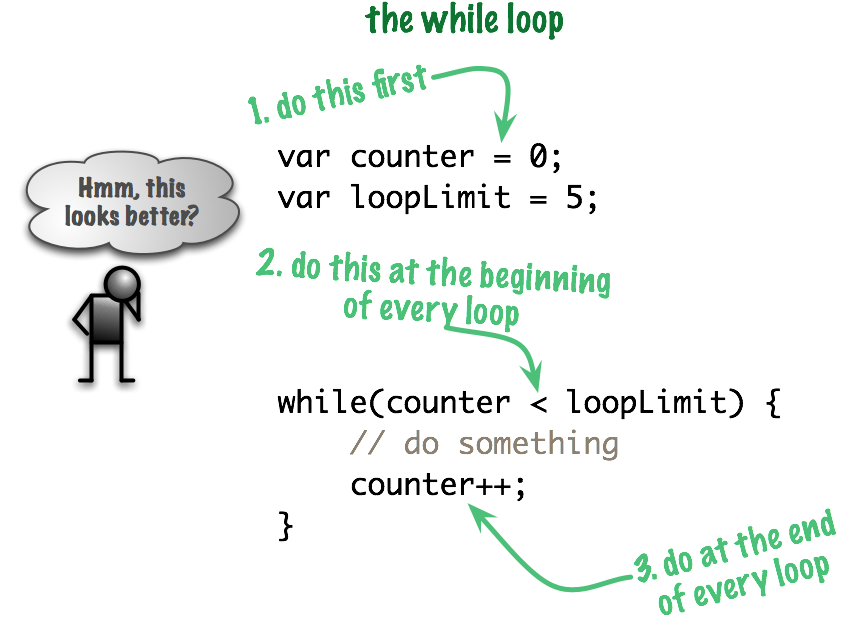 the while loop
1. do this first
var counter = 0;
var loopLimit = 5;
Hmm, this
looks better?
2. do this at the beginning
of every loop
while(counter < loopLimit) {
    // do something
    counter++;
}
3. do at the end
of every loop